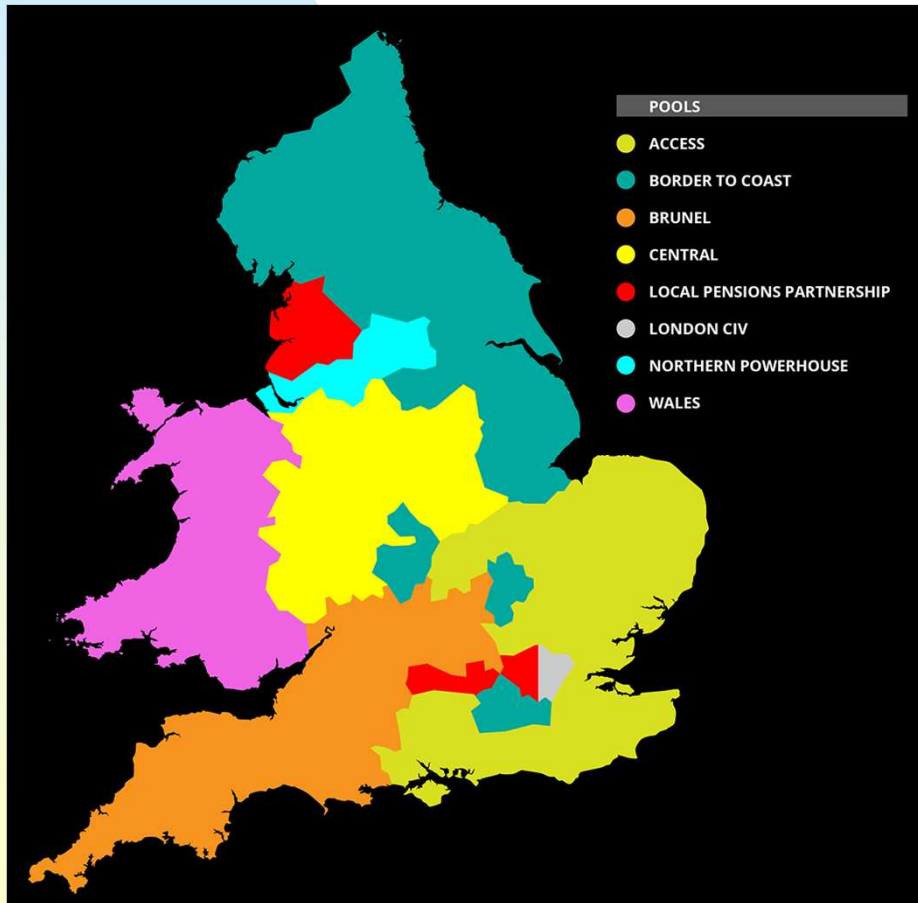 POOLS
ACCESS
BORDER TO COAST
BRUNEL
CENTRAL
LOCAL PENSIONS PARTNERSHIP
LONDON CIV
NORTHERN POWERHOUSE
WALES